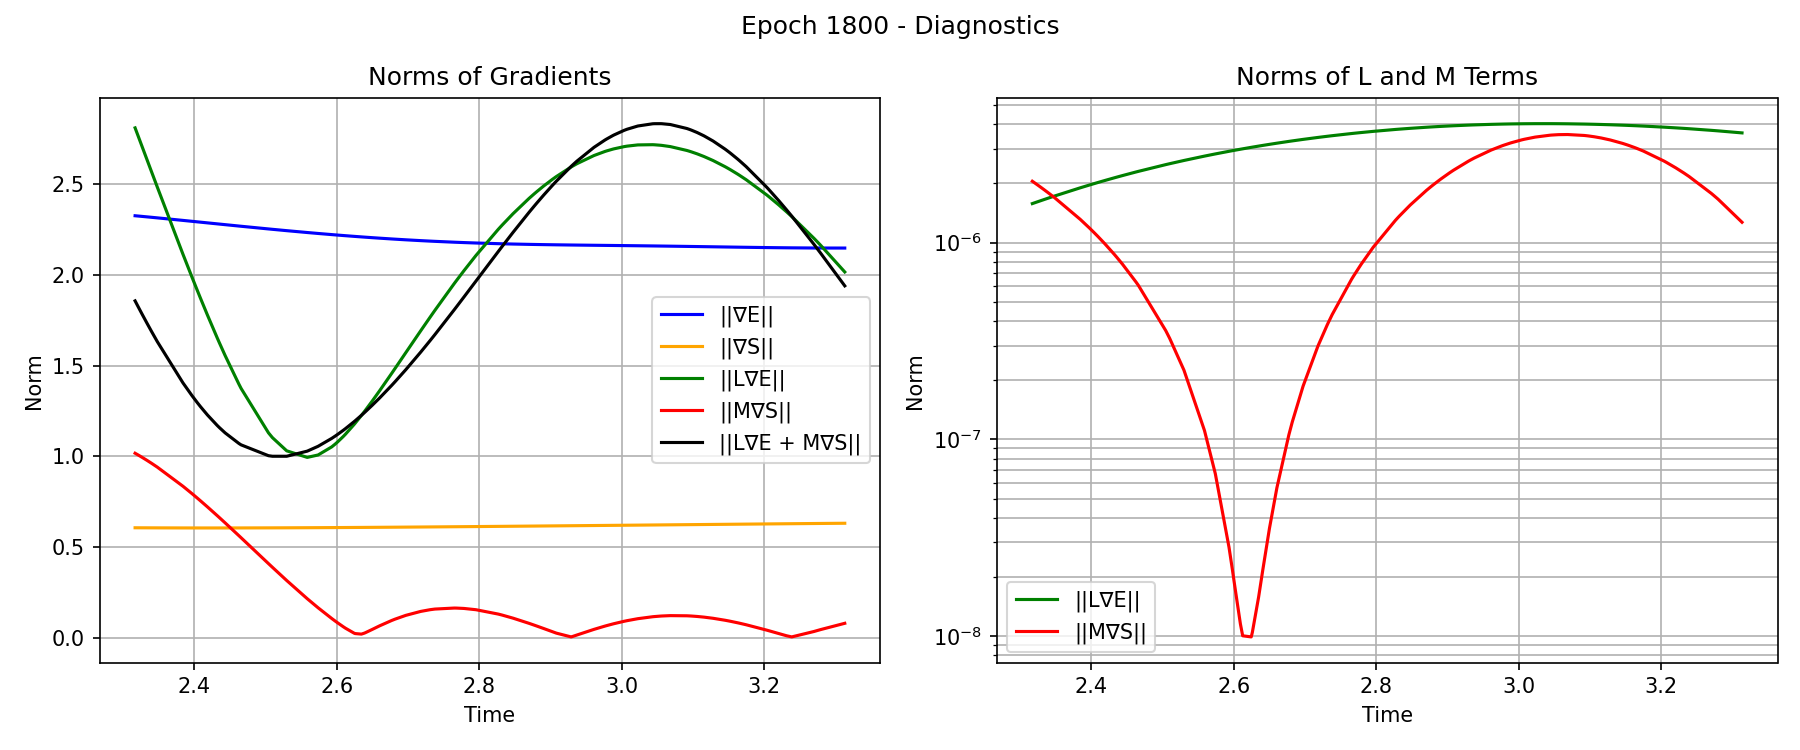 Epoch 1800 - Diagnostics
Norms of Gradients
Norm
2.5
2.0
1.5
1.0
0.5
0.0
2.4 2.6 2.8 3.0 3.2
Time
||∇E||
||∇S||
||L∇E||
||M∇S||
||L∇E + M∇S||
Norms of L and M Terms
Norm
10⁻⁶
10⁻⁷
10⁻⁸
2.4 2.6 2.8 3.0 3.2
Time
||L∇E||
||M∇S||